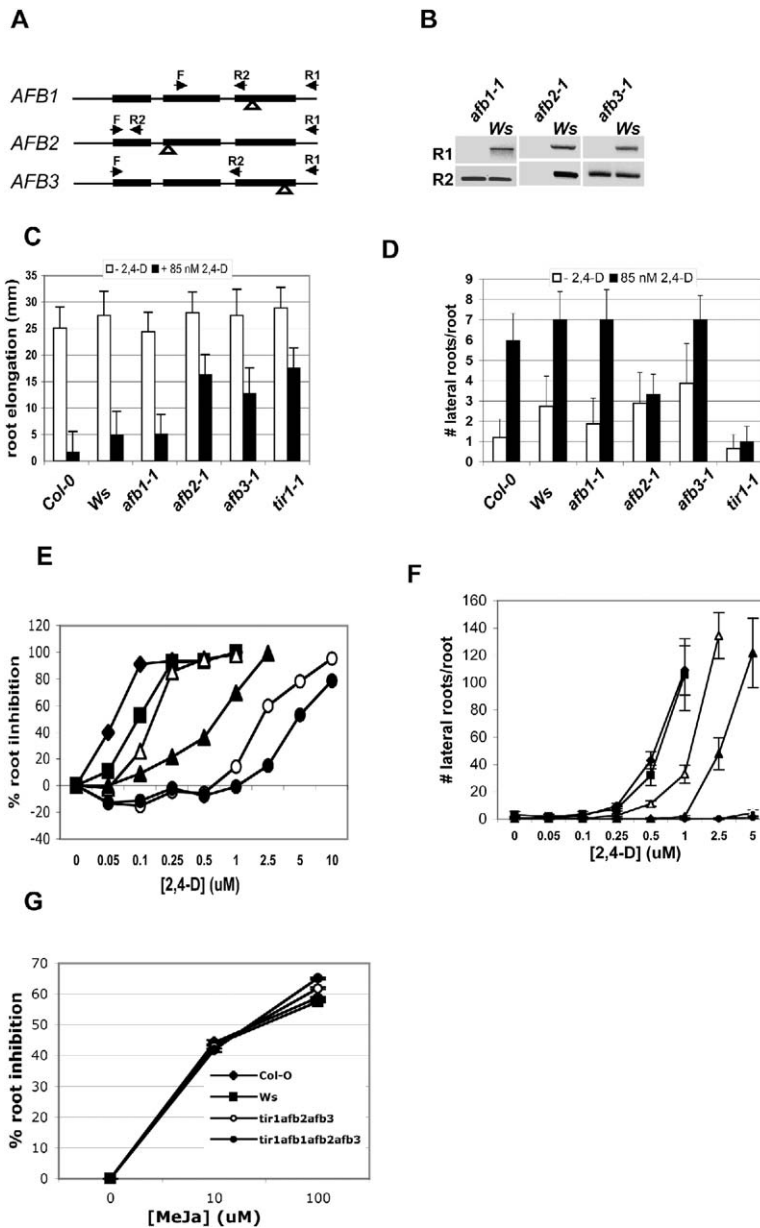 A
F R2 R1
AFB1
F R2 R1
AFB2
F R2 R1
AFB3
B
afb1-1 Ws afb2-1 Ws afb3-1 Ws
R1
R2
C
- 2,4-D + 85 nM 2,4-D
root elongation (mm)
35
30
25
20
15
10
5
0
Col-0 Ws afb1-1 afb2-1 afb3-1 tir1-1
D
- 2,4-D 85 nM 2,4-D
# lateral roots/root
9
8
7
6
5
4
3
2
1
0
Col-0 Ws afb1-1 afb2-1 afb3-1 tir1-1
E
% root iInhibition
120
100
80
60
40
20
0
-20
-40
0 0.05 0.1 0.25 0.5 1 2.5 5 10
[2,4-D] (uM)
F
# lateral roots/root
160
140
120
100
80
60
40
20
0
0 0.05 0.1 0.25 0.5 1 2.5 5
[2,4-D] (uM)
G
% root inhibition
70
60
50
40
30
20
10
0
Col-O
Ws
tir1afb2afb3
tir1afb1afb2afb3
0 10 100
[MeJa] (uM)